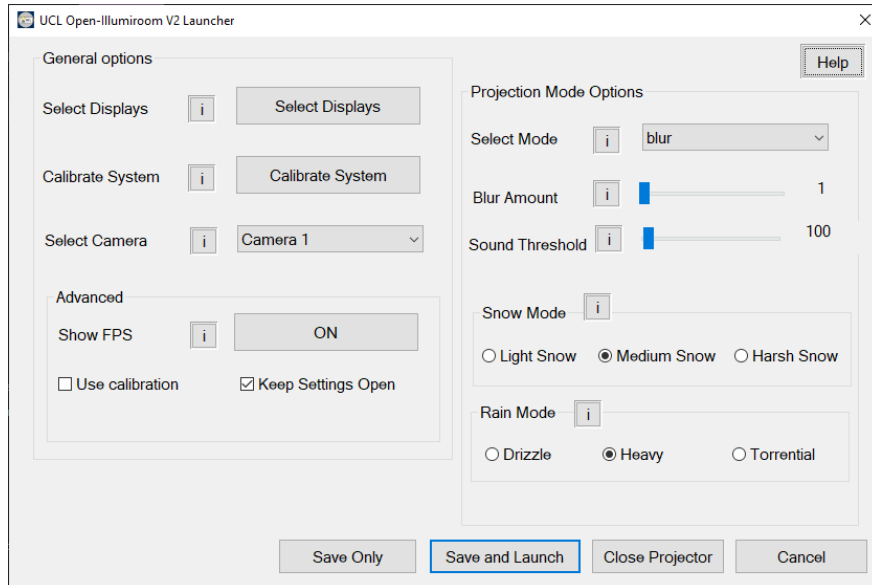 UCL Open-Illumiroom V2 Launcher
Help
General options
Select Displays i Select Displays
Calibrate System i Calibrate System
Select Camera i Camera 1
Advanced
Show FPS i ON
Use calibration Keep Settings Open
Projection Mode Options
Select Mode i blur
Blur Amount i 1
Sound Threshold i 100
Snow Mode i
Light Snow Medium Snow Harsh Snow
Rain Mode i
Drizzle Heavy Torrential
Save Only Save and Launch Close Projector Cancel